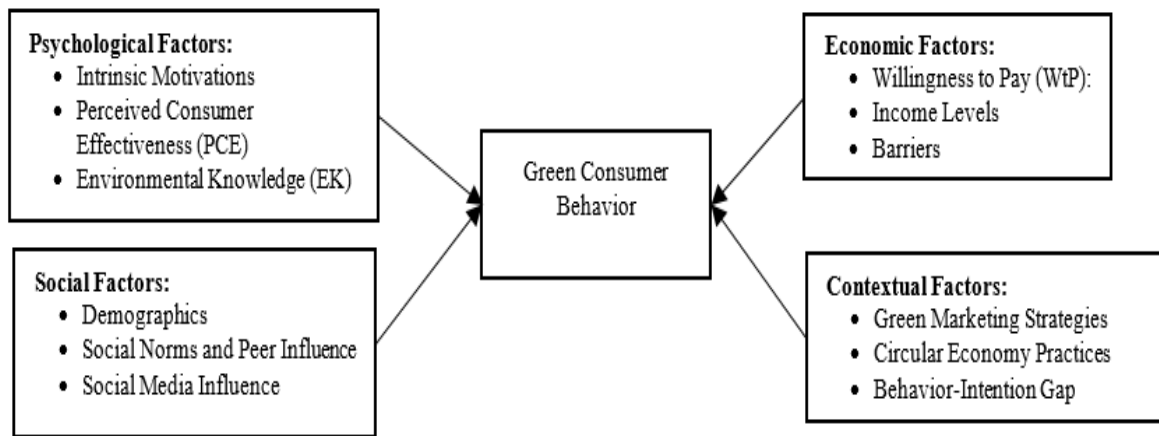 Psychological Factors:
• Intrinsic Motivations
• Perceived Consumer
Effectiveness (PCE)
• Environmental Knowledge (EK)
Social Factors:
• Demographics
• Social Norms and Peer Influence
• Social Media Influence
Green Consumer
Behavior
Economic Factors:
• Willingness to Pay (WtP):
• Income Levels
• Barriers
Contextual Factors:
• Green Marketing Strategies
• Circular Economy Practices
• Behavior-Intention Gap